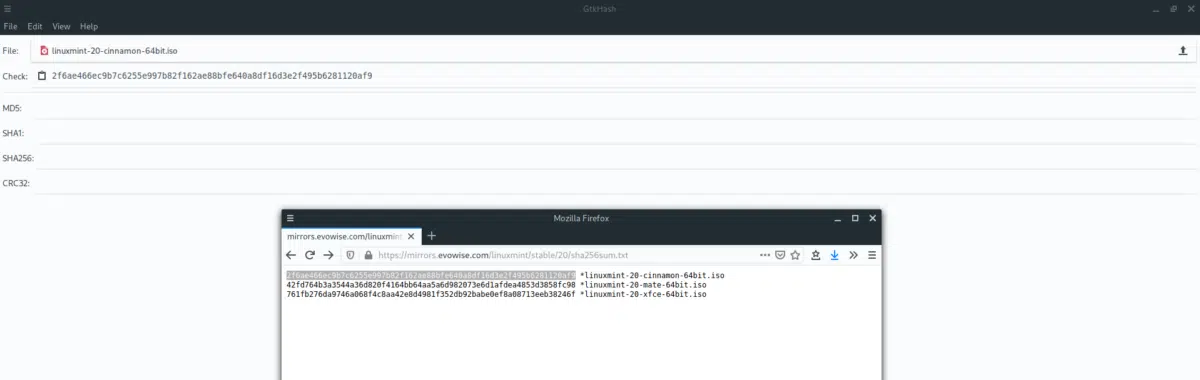 GtkHash
File Edit View Help
File: linuxmint-20-cinnamon-64bit.iso
Check: 2f6ae466ec9b7c6255e997b82f162ae88bfe640a8df16d3e2f495b6281120af9
MD5:
SHA1:
SHA256:
CRC32:
Mozilla Firefox
mirrors.evowise.com/linuxmint
https://mirrors.evowise.com/linuxmint/stable/20/sha256sum.txt
2f6ae466ec9b7c6255e997b82f162ae88bfe640a8df16d3e2f495b6281120af9 *linuxmint-20-cinnamon-64bit.iso
42fd764b3a3544a36d820f4164bb64aa5a6d982073e6d1afdea4853d3858fc98 *linuxmint-20-mate-64bit.iso
761fb276da9746a068f4c8aa42e8d4981f352db92babe0ef8a08713eeb38246f *linuxmint-20-xfce-64bit.iso